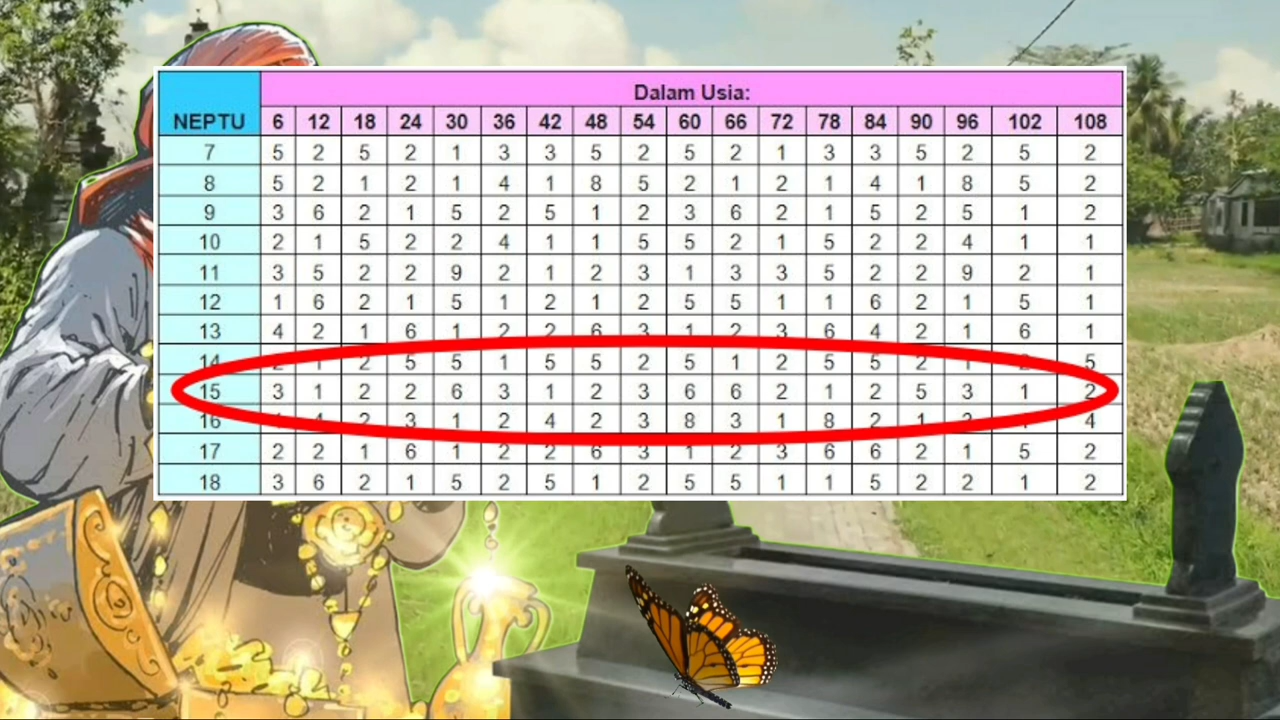 Dalam Usia:
NEPTU 6 12 18 24 30 36 42 48 54 60 66 72 78 84 90 96 102 108
7 5 2 5 2 1 3 3 5 2 5 2 1 3 3 5 2 5 2
8 5 2 1 2 1 4 1 8 5 2 1 2 1 4 1 8 5 2
9 3 6 2 1 5 2 5 1 2 3 6 2 1 5 2 5 1 2
10 2 1 5 2 2 4 1 1 5 5 2 1 5 2 2 4 1 1
11 3 5 2 2 9 2 1 2 3 1 3 3 5 2 2 9 2 1
12 1 6 2 1 5 1 2 1 2 5 5 1 1 6 2 1 5 1
13 4 2 1 6 1 2 2 6 3 1 2 3 6 4 2 1 6 1
14 2 1 2 5 5 1 5 5 2 5 1 2 5 5 2 1 2 5
15 3 1 2 2 6 3 1 2 3 6 6 2 1 2 5 3 1 2
16 4 2 3 1 2 4 2 3 8 3 1 8 2 1 2 4
17 2 2 1 6 1 2 2 6 3 1 2 3 6 6 2 1 5 2
18 3 6 2 1 5 2 5 1 2 5 5 1 1 5 2 2 1 2